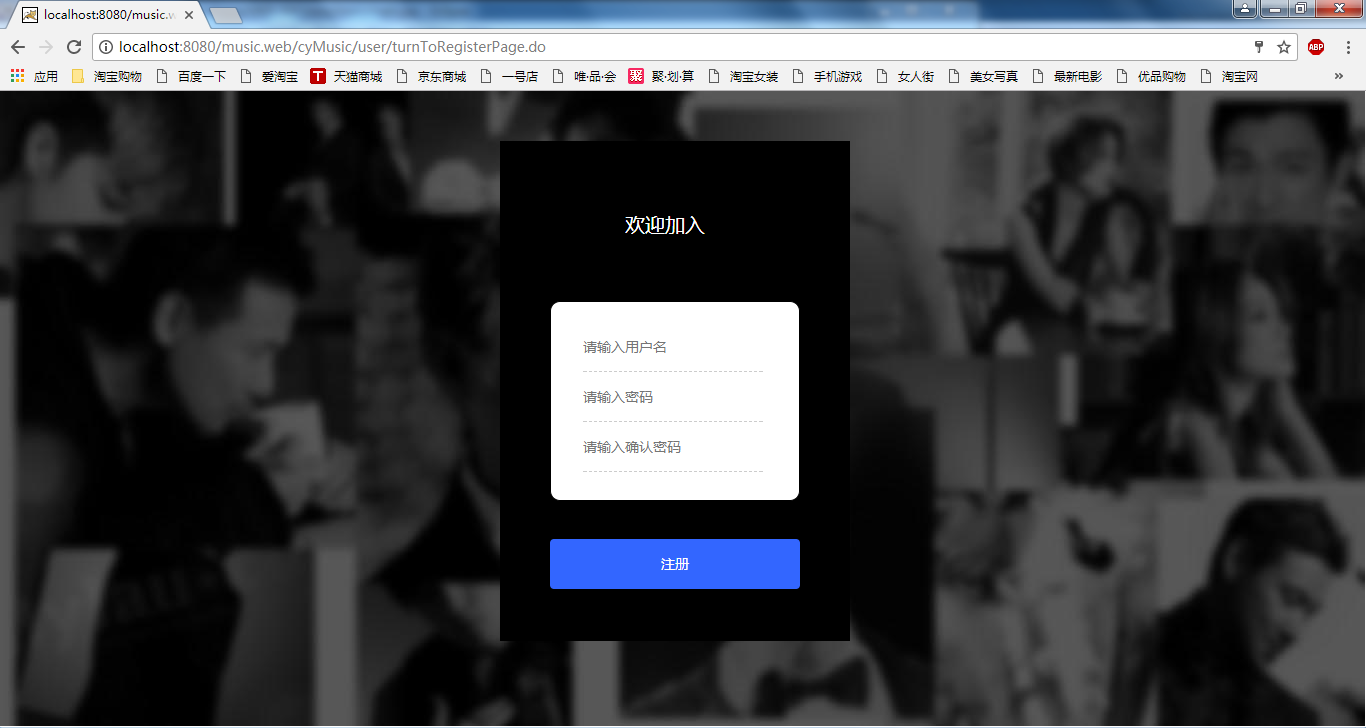 localhost:8080/music.w
localhost:8080/music.web/cyMusic/user/turnToRegisterPage.do
ABP
应用 淘宝购物 百度一下 爱淘宝 T 天猫商城 京东商城 一号店 唯·品·会 聚 聚·划·算 淘宝女装 手机游戏 女人街 美女写真 最新电影 优品购物 淘宝网 »
欢迎加入
请输入用户名
请输入密码
请输入确认密码
注册